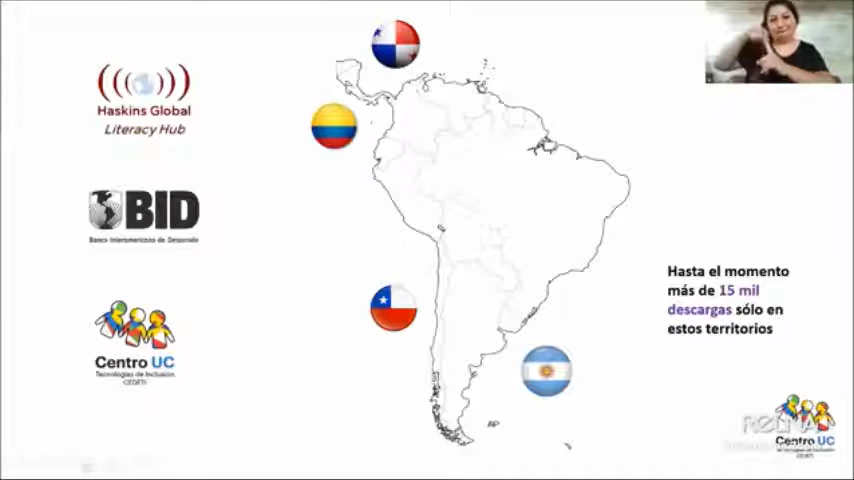 Haskins Global
Literacy Hub
BID
Banco Interamericano de Desarrollo
Centro UC
Tecnologías de Inclusión
CEDETi
Hasta el momento
más de 15 mil
descargas sólo en
estos territorios
Centro UC
CEDETi